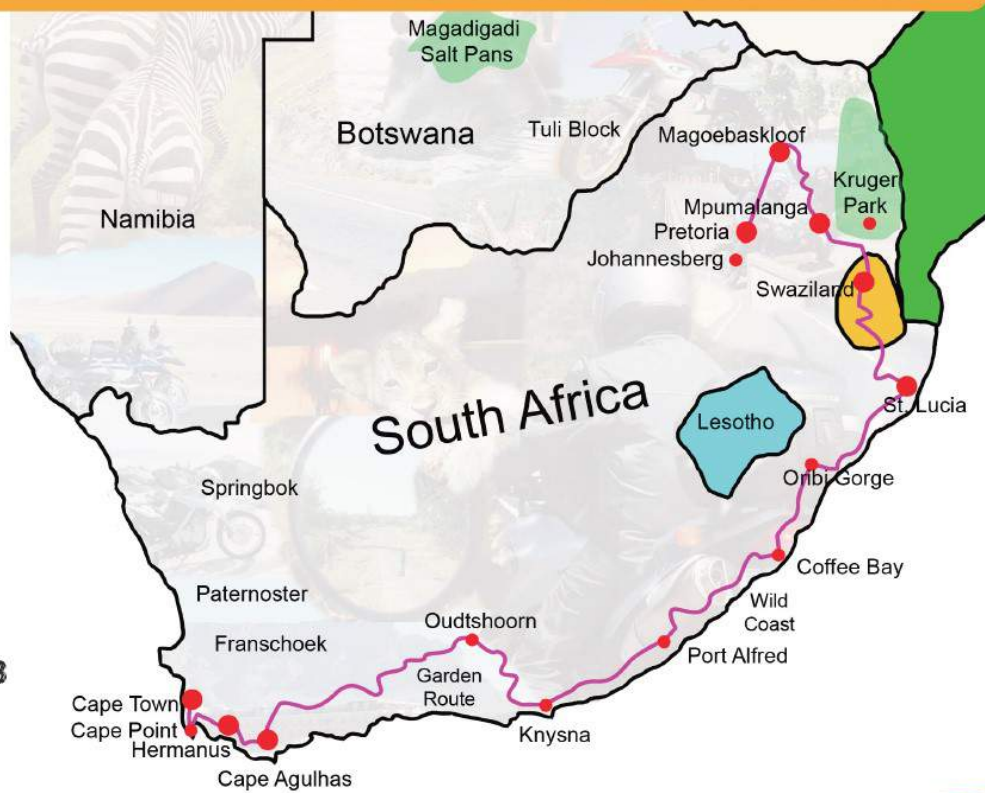 Magadigadi
Salt Pans
Botswana
Tuli Block
Magoebaskloof
Namibia
Kruger
Park
Mpumalanga
Pretoria
Johannesberg
Swaziland
South Africa
Lesotho
St. Lucia
Springbok
Oribi Gorge
Coffee Bay
Paternoster
Wild
Coast
Oudtshoorn
Franschoek
Port Alfred
Garden
Route
Cape Town
Cape Point
Knysna
Hermanus
Cape Agulhas